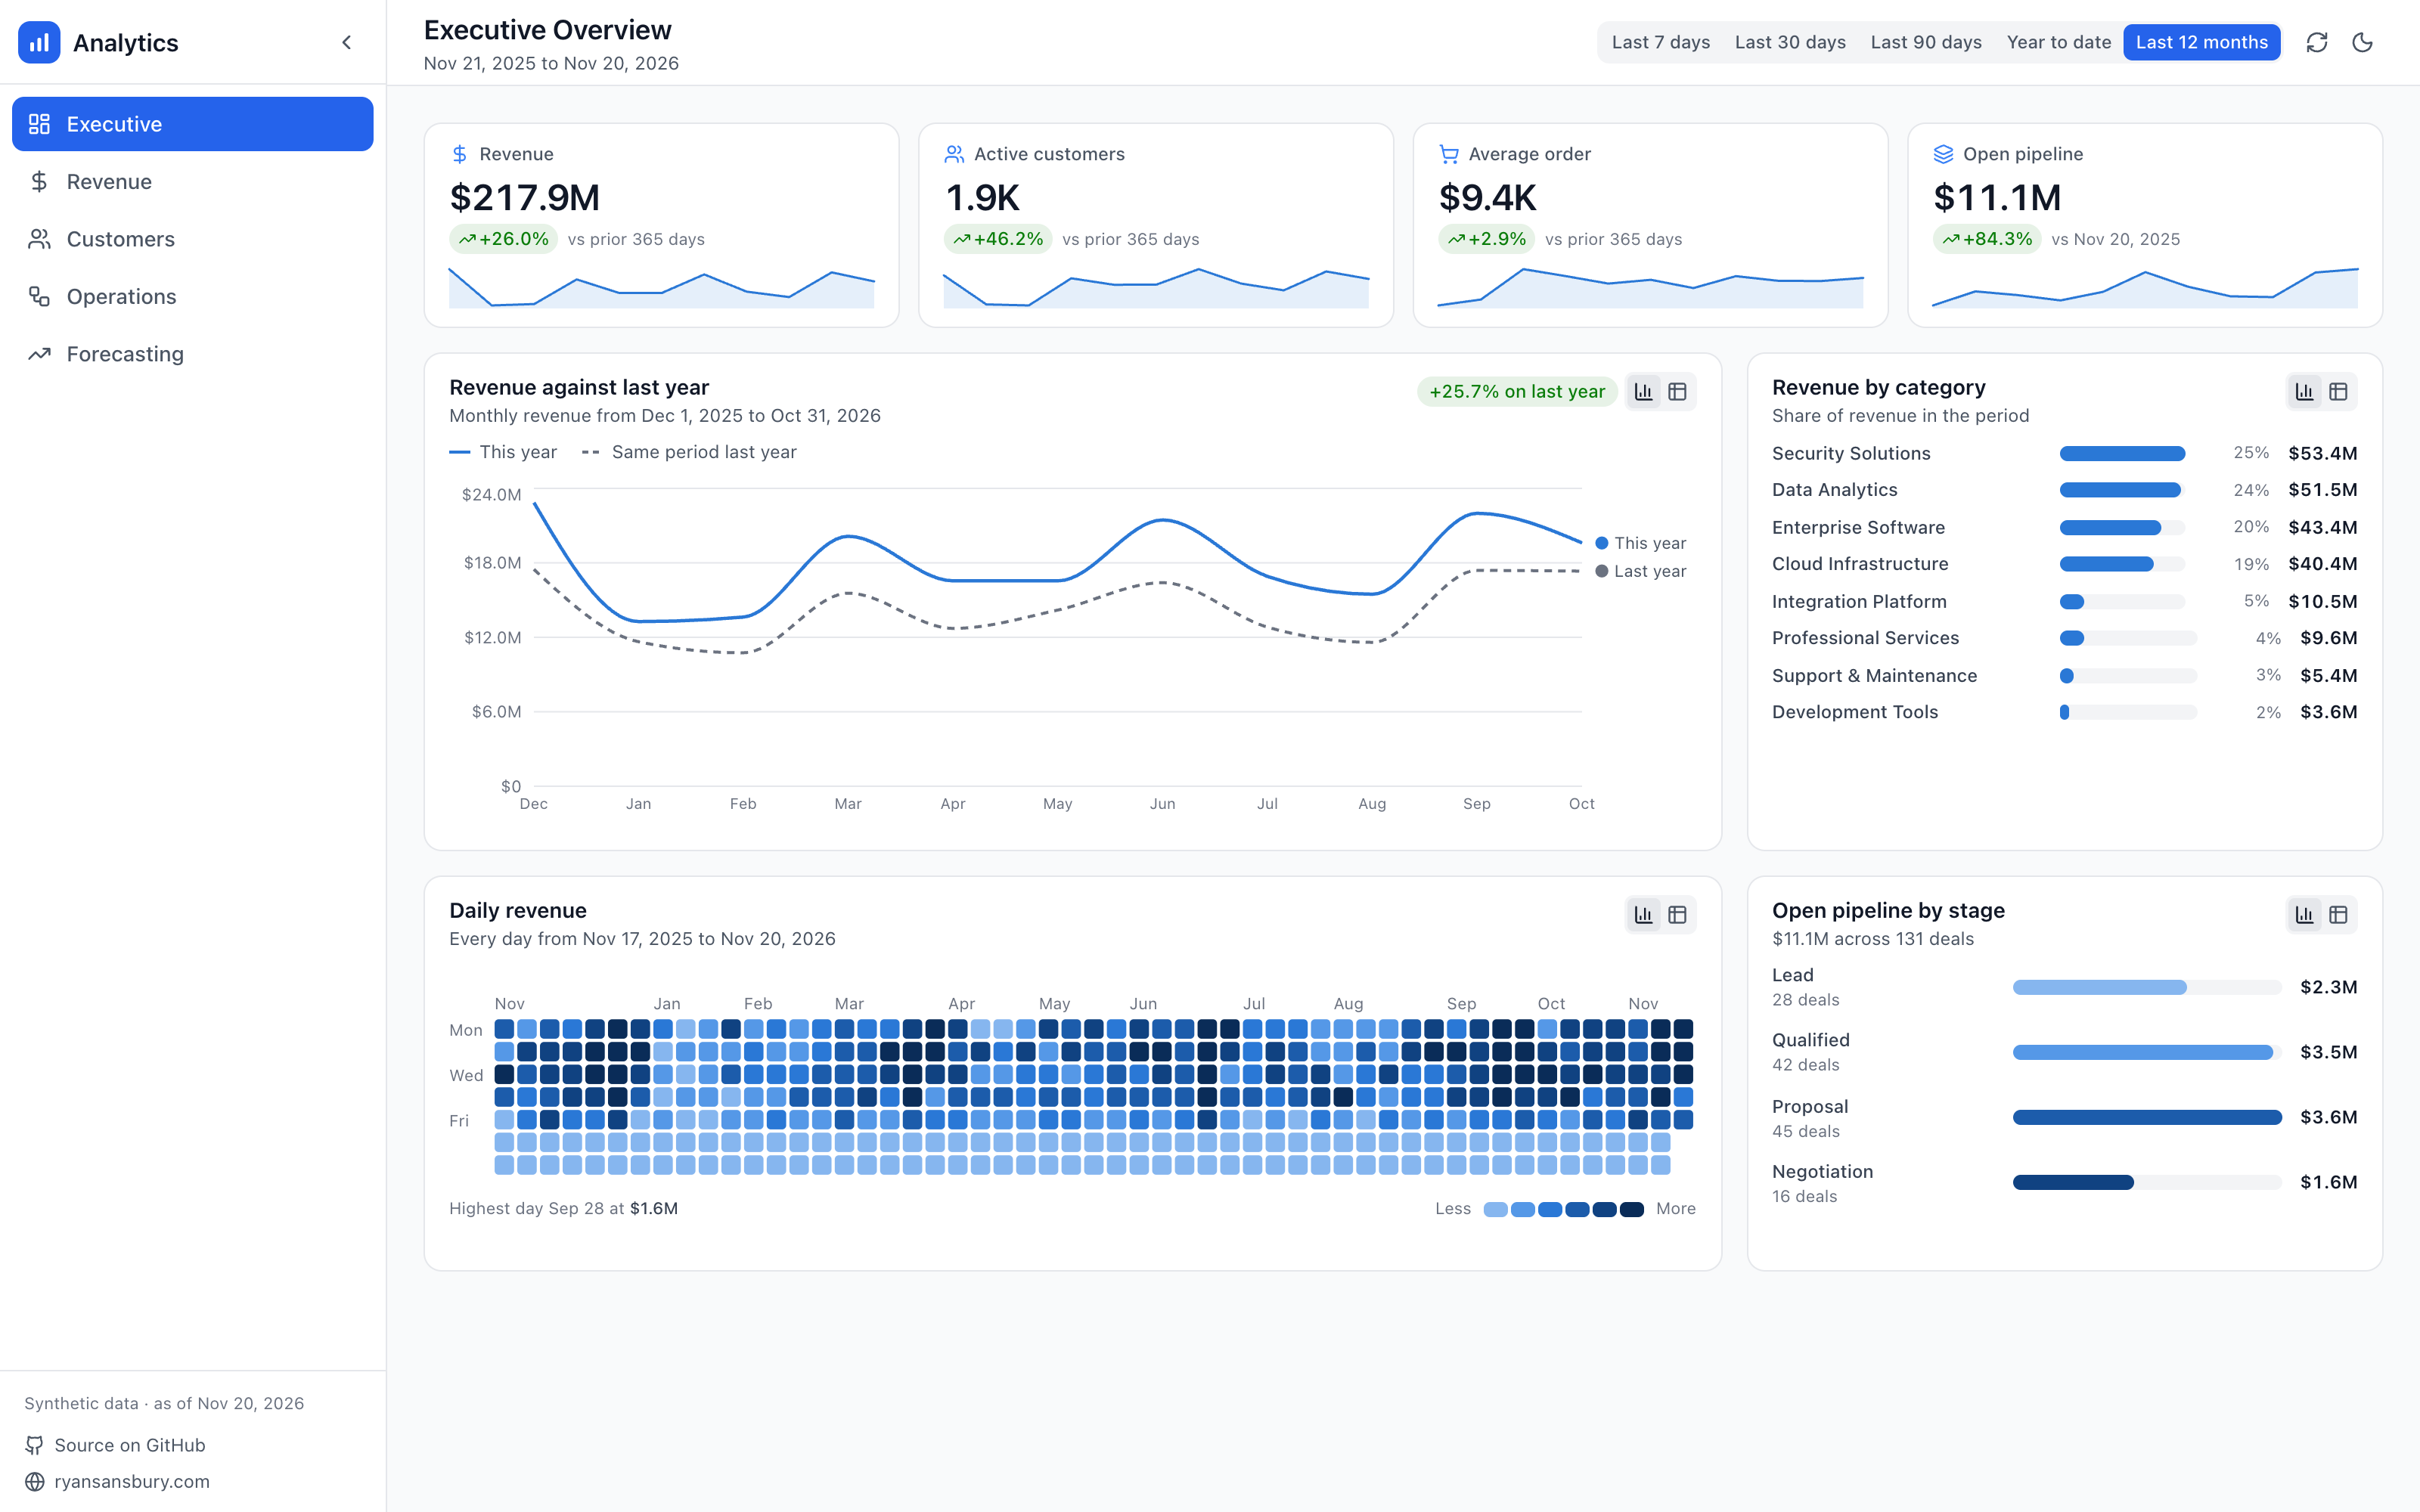 Analytics
Executive
Revenue
Customers
Operations
Forecasting
Synthetic data · as of Nov 20, 2026
Source on GitHub
ryansansbury.com
Executive Overview
Nov 21, 2025 to Nov 20, 2026
Last 7 days Last 30 days Last 90 days Year to date Last 12 months
Revenue
$217.9M
+26.0% vs prior 365 days
Active customers
1.9K
+46.2% vs prior 365 days
Average order
$9.4K
+2.9% vs prior 365 days
Open pipeline
$11.1M
+84.3% vs Nov 20, 2025
Revenue against last year
Monthly revenue from Dec 1, 2025 to Oct 31, 2026
+25.7% on last year
This year Same period last year
$24.0M
$18.0M
$12.0M
$6.0M
$0
Dec Jan Feb Mar Apr May Jun Jul Aug Sep Oct
This year
Last year
Revenue by category
Share of revenue in the period
Security Solutions 25% $53.4M
Data Analytics 24% $51.5M
Enterprise Software 20% $43.4M
Cloud Infrastructure 19% $40.4M
Integration Platform 5% $10.5M
Professional Services 4% $9.6M
Support & Maintenance 3% $5.4M
Development Tools 2% $3.6M
Daily revenue
Every day from Nov 17, 2025 to Nov 20, 2026
Nov Jan Feb Mar Apr May Jun Jul Aug Sep Oct Nov
Mon
Wed
Fri
Highest day Sep 28 at $1.6M
Less More
Open pipeline by stage
$11.1M across 131 deals
Lead
28 deals
$2.3M
Qualified
42 deals
$3.5M
Proposal
45 deals
$3.6M
Negotiation
16 deals
$1.6M